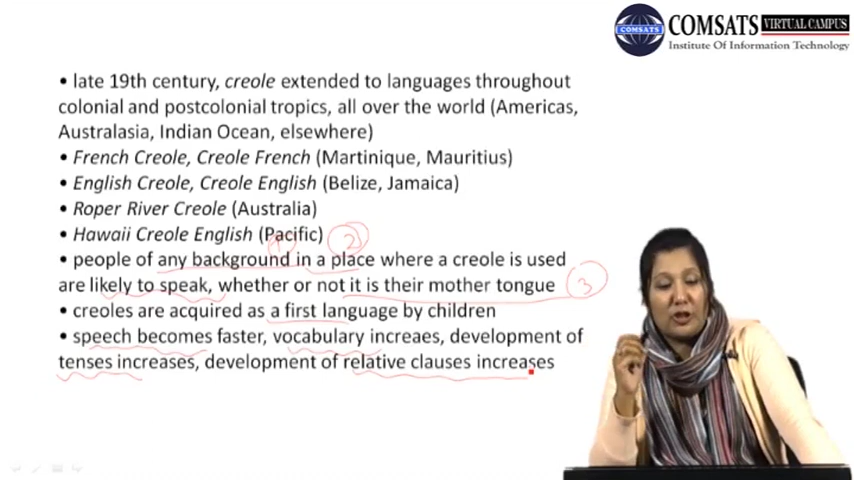 COMSATS
COMSATS VIRTUAL CAMPUS
Institute Of Information Technology
• late 19th century, creole extended to languages throughout
colonial and postcolonial tropics, all over the world (Americas,
Australasia, Indian Ocean, elsewhere)
• French Creole, Creole French (Martinique, Mauritius)
• English Creole, Creole English (Belize, Jamaica)
• Roper River Creole (Australia)
• Hawaii Creole English (Pacific)
1 2
• people of any background in a place where a creole is used
are likely to speak, whether or not it is their mother tongue 3
• creoles are acquired as a first language by children
• speech becomes faster, vocabulary increaes, development of
tenses increases, development of relative clauses increases